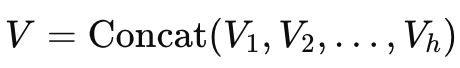 V = Concat(V₁, V₂, . . . , Vₕ)